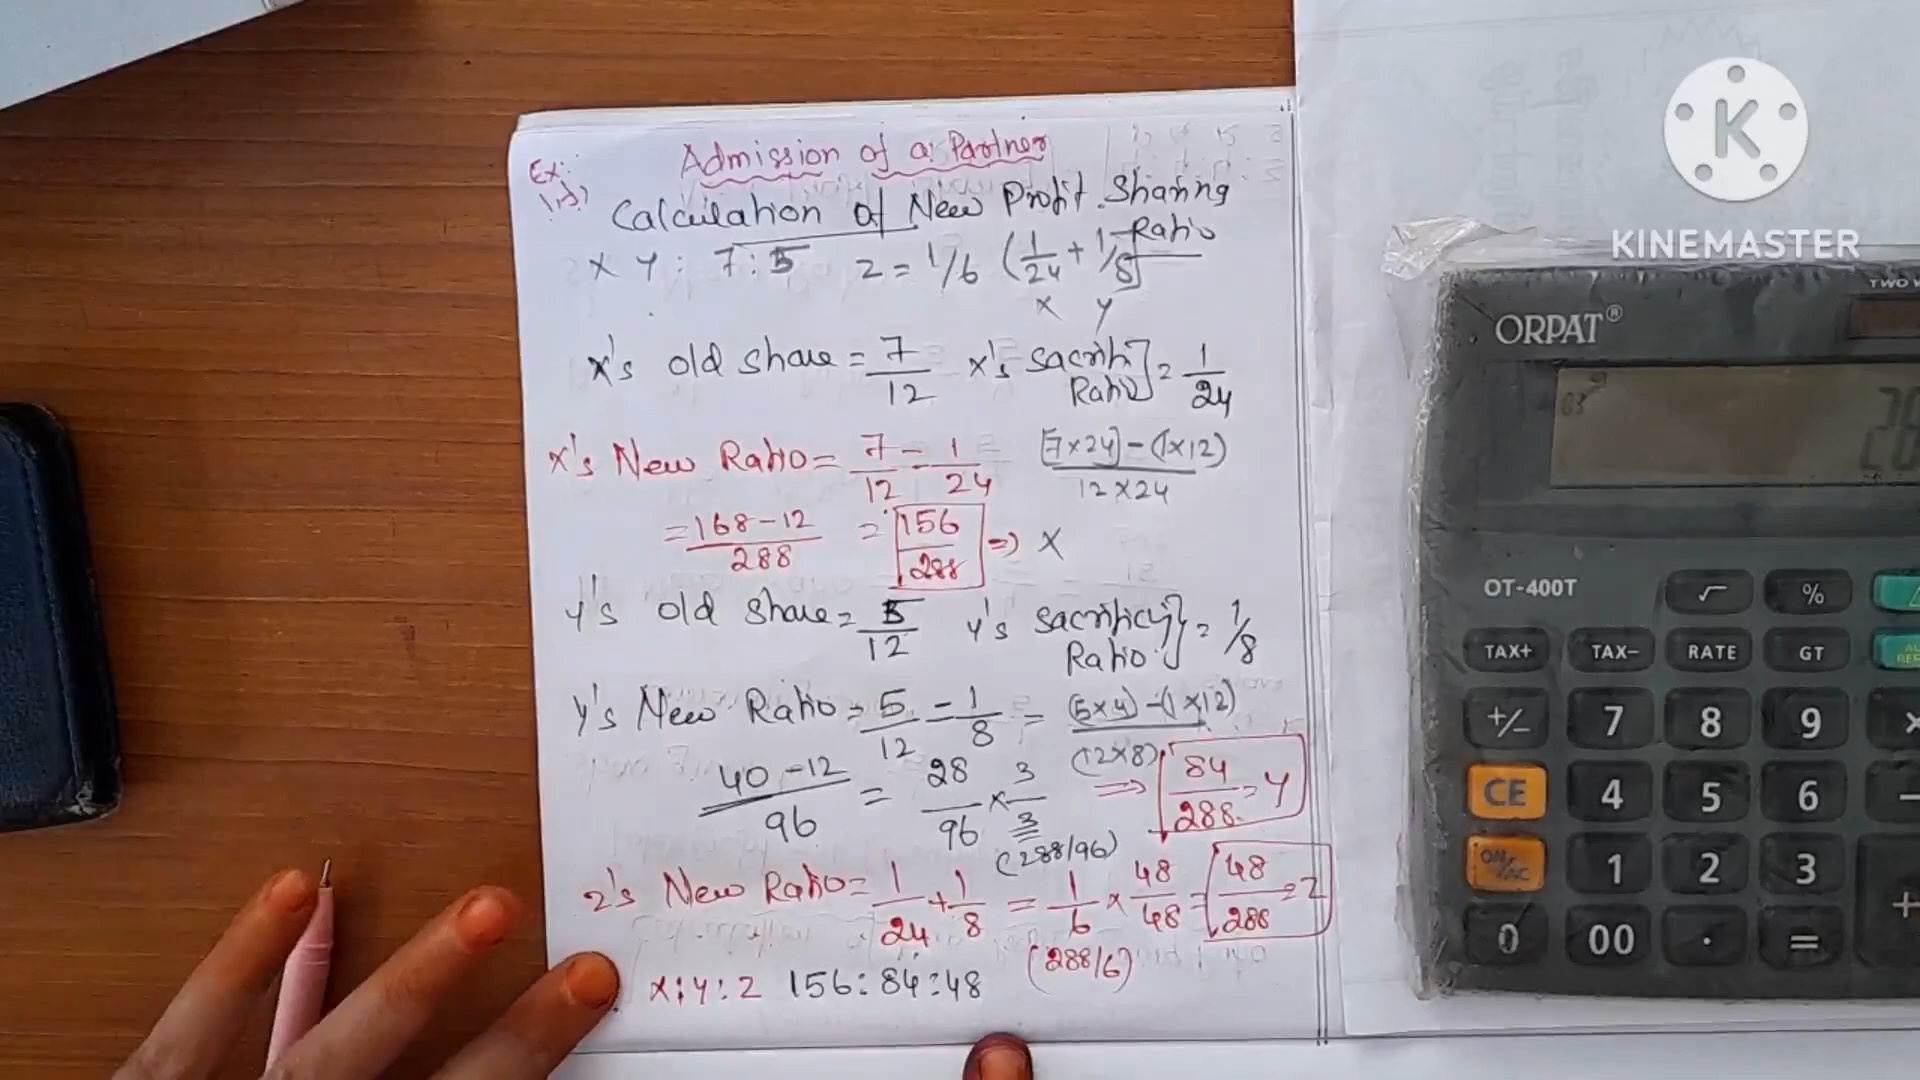 Admission of a Partner
Ex:
Calculation of New Profit Sharing
Ratio
X Y: 7:5 Z = 1/6 (1/24 + 1/8)
X Y
X's old share = 7/12 X's Sacrifi Ratio] = 1/24
X's New Ratio = 7/12 - 1/24 (7×24) - (1×12) / 12×24
= 168-12 / 288 = 156/288 => X
Y's old share = 5/12 Y's Sacrificing Ratio } = 1/8
Y's New Ratio = 5/12 - 1/8 = (5×4) - (1×12) / (12×8)
40-12 / 96 = 28/96 × 3/3 => 84/288 = Y
(288/96)
Z's New Ratio = 1/24 + 1/8 = 1/6 × 48/48 = 48/288 = Z
(288/6)
X:Y:Z 156:84:48
K
KINEMASTER
TWO
ORPAT®
OT-400T
√ %
TAX+ TAX- RATE GT
+/- 7 8 9 ×
CE 4 5 6 -
ON/AC 1 2 3
0 00 . = +